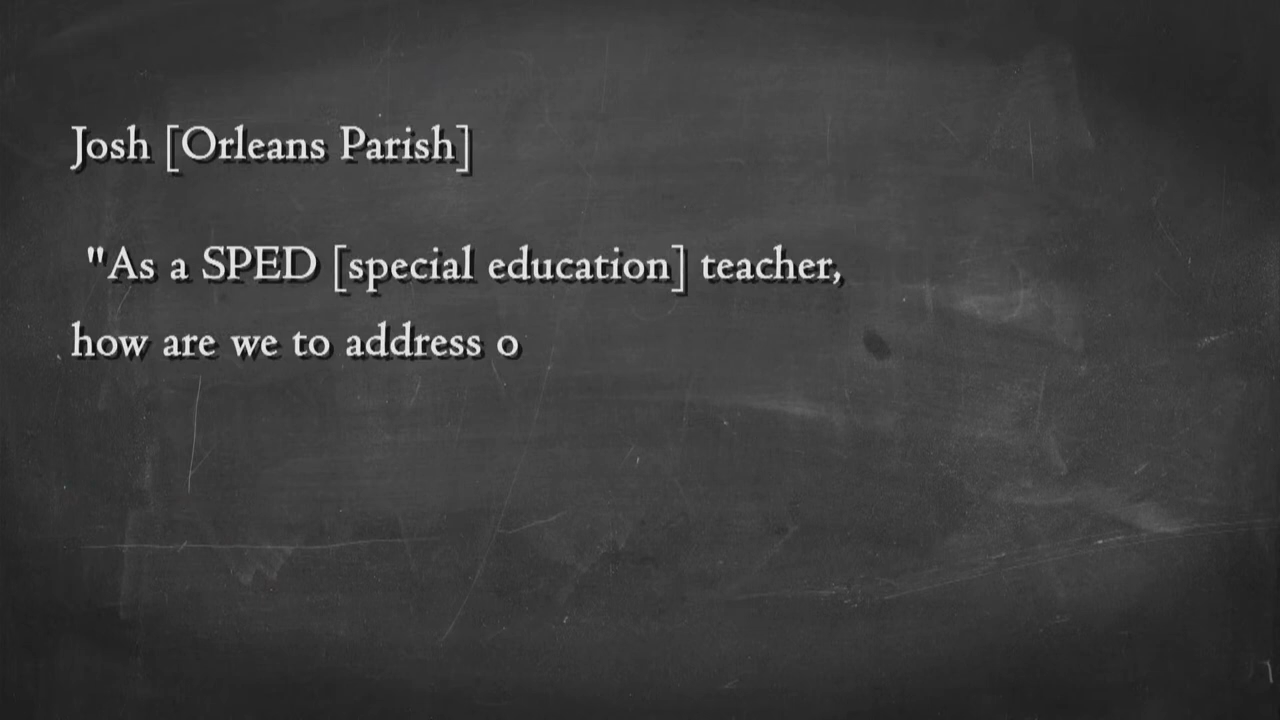 Josh [Orleans Parish]
"As a SPED [special education] teacher,
how are we to address o